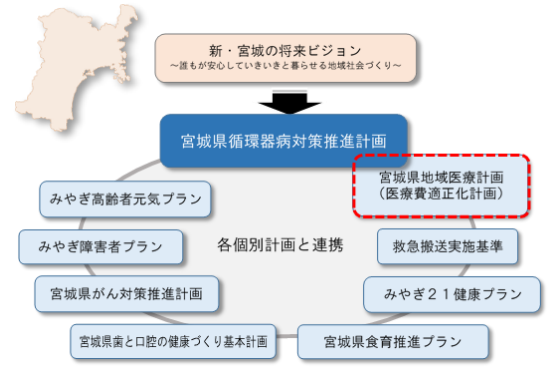 新・宮城の将来ビジョン
～誰もが安心していきいきと暮らせる地域社会づくり～
宮城県循環器病対策推進計画
宮城県地域医療計画
（医療費適正化計画）
みやぎ高齢者元気プラン
みやぎ障害者プラン
各個別計画と連携
救急搬送実施基準
宮城県がん対策推進計画
みやぎ２１健康プラン
宮城県歯と口腔の健康づくり基本計画
宮城県食育推進プラン